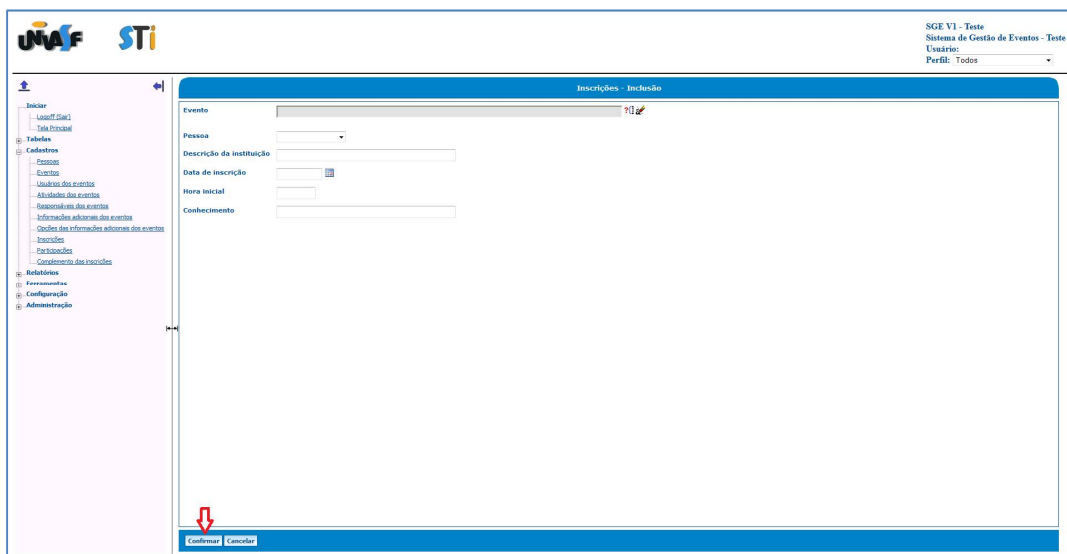 UNIVASF
STi
SGE V1 - Teste
Sistema de Gestão de Eventos - Teste
Usuário:
Perfil: Todos
Inscrições - Inclusão
Iniciar
Logoff (Sair)
Tela Principal
Tabelas
Cadastros
Pessoas
Eventos
Usuários dos eventos
Atividades dos eventos
Responsáveis dos eventos
Informações adicionais dos eventos
Opções das informações adicionais dos eventos
Inscrições
Participações
Complemento das inscrições
Relatórios
Ferramentas
Configuração
Administração
Evento
Pessoa
Descrição da instituição
Data de inscrição
Hora inicial
Conhecimento
Confirmar Cancelar